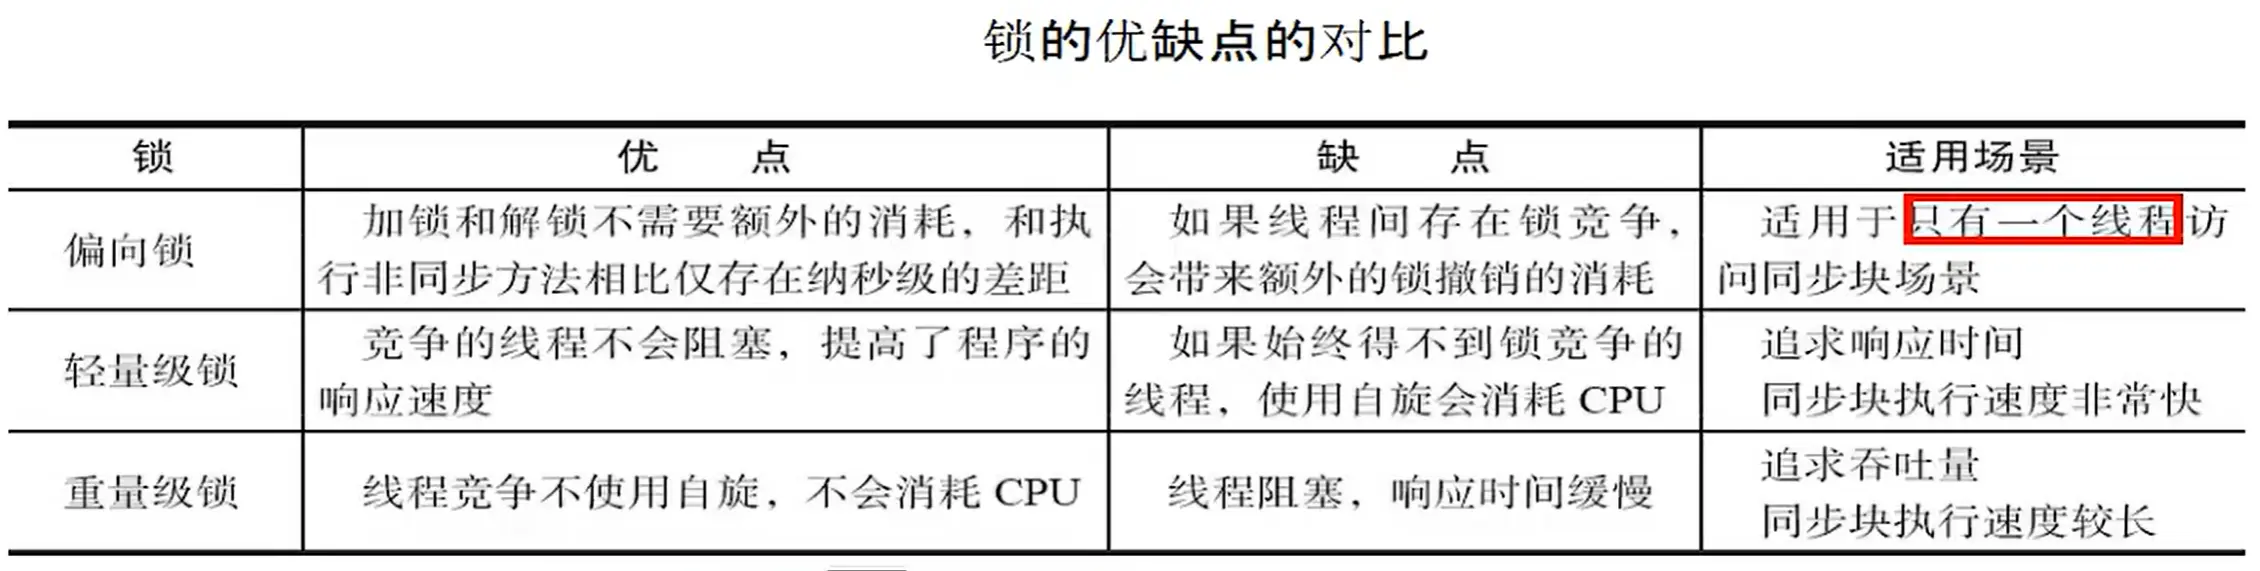 锁的优缺点的对比
锁 优 点 缺 点 适用场景
偏向锁
加锁和解锁不需要额外的消耗，和执
行非同步方法相比仅存在纳秒级的差距
如果线程间存在锁竞争，
会带来额外的锁撤销的消耗
适用于只有一个线程访
问同步块场景
轻量级锁
竞争的线程不会阻塞，提高了程序的
响应速度
如果始终得不到锁竞争的
线程，使用自旋会消耗 CPU
追求响应时间
同步块执行速度非常快
重量级锁
线程竞争不使用自旋，不会消耗 CPU
线程阻塞，响应时间缓慢
追求吞吐量
同步块执行速度较长